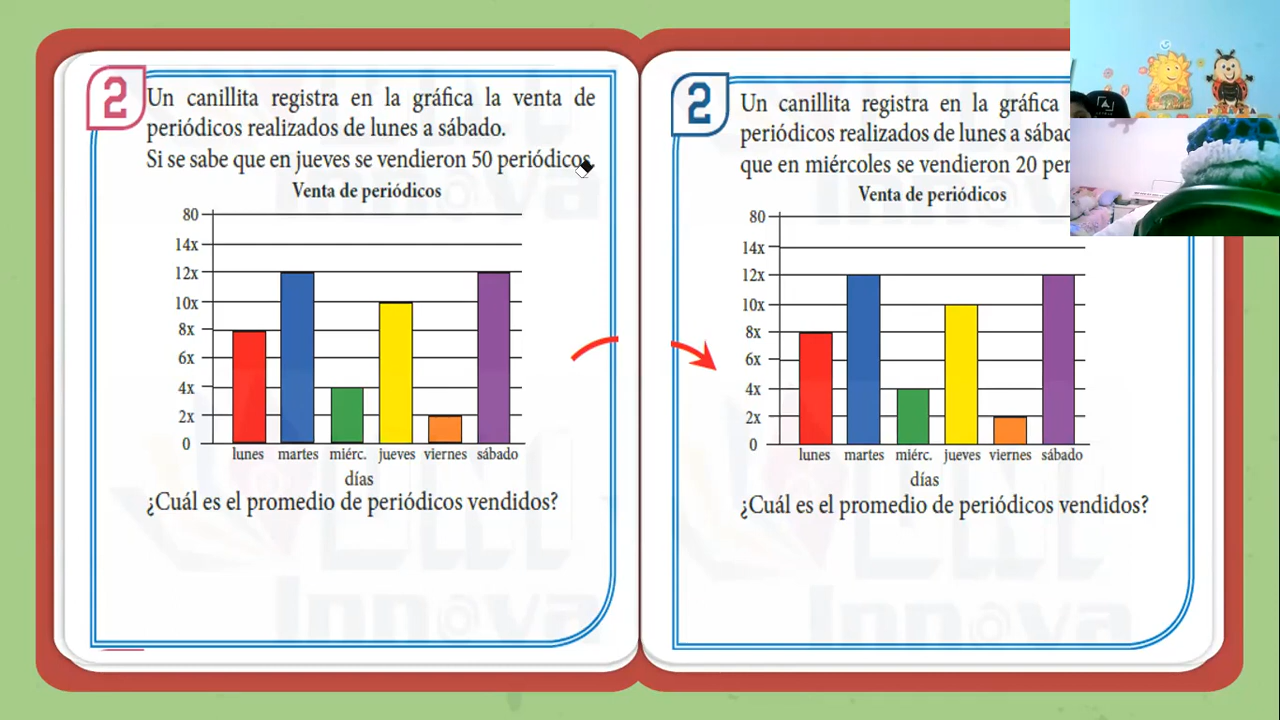 2
Un canillita registra en la gráfica la venta de
periódicos realizados de lunes a sábado.
Si se sabe que en jueves se vendieron 50 periódicos.
Venta de periódicos
80
14x
12x
10x
8x
6x
4x
2x
0
lunes martes miérc. jueves viernes sábado
días
¿Cuál es el promedio de periódicos vendidos?
Innova
2
Un canillita registra en la gráfica
periódicos realizados de lunes a
que en miércoles se vendieron 20
Venta de periódicos
80
14x
12x
10x
8x
6x
4x
2x
0
lunes martes miérc. jueves viernes sábado
días
¿Cuál es el promedio de periódicos vendidos?
Innova